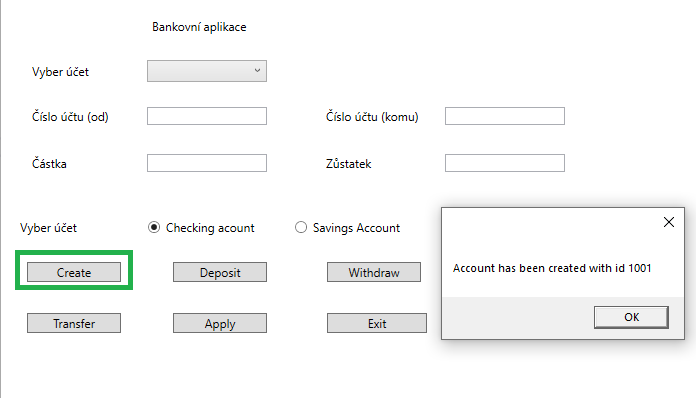 Bankovní aplikace
Vyber účet
Číslo účtu (od)
Číslo účtu (komu)
Částka
Zůstatek
Vyber účet
Checking acount
Savings Account
Create
Deposit
Withdraw
Transfer
Apply
Exit
Account has been created with id 1001
OK